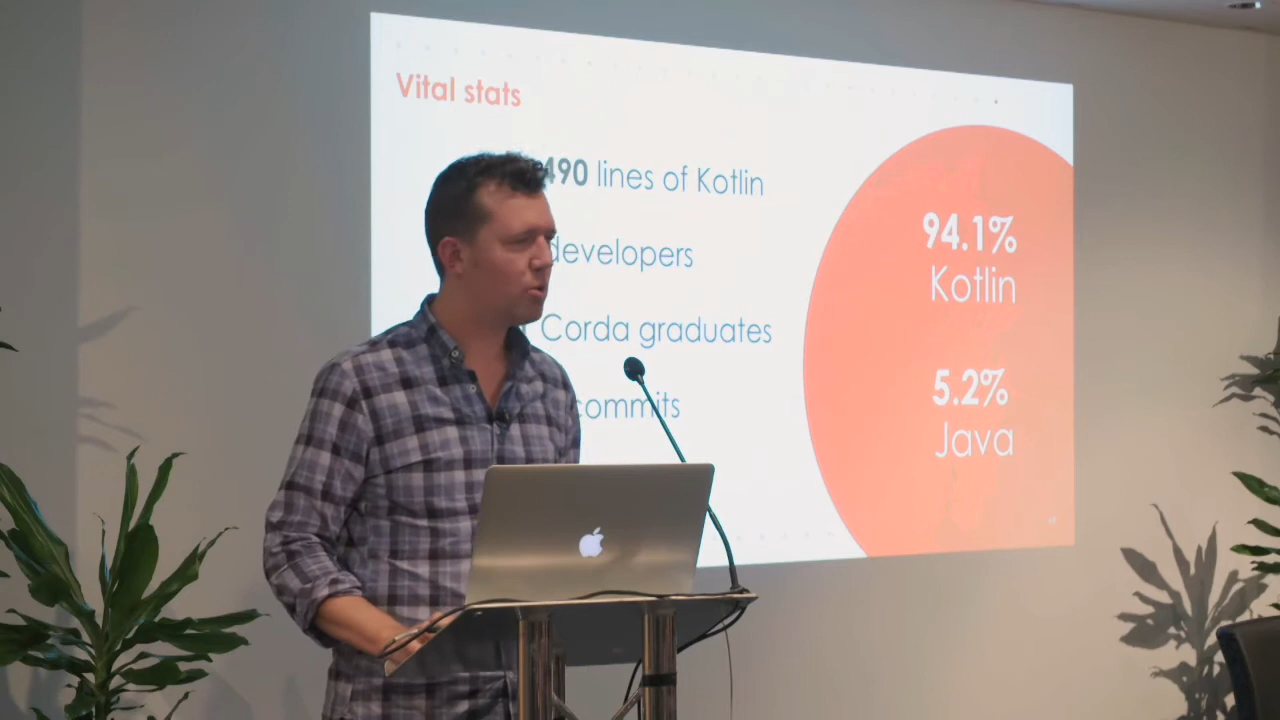 Vital stats
490 lines of Kotlin
developers
Corda graduates
commits
94.1%
Kotlin
5.2%
Java